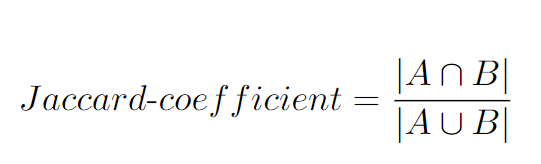 Jaccard-coefficient = |A ∩ B| / |A ∪ B|